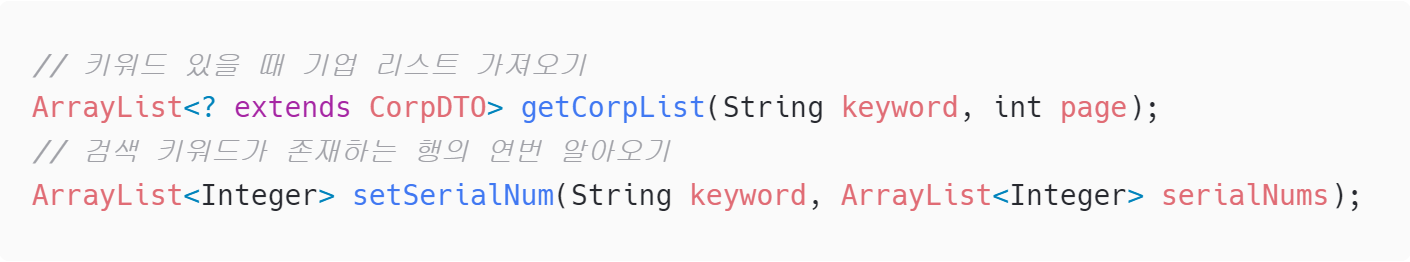 // 키워드 있을 때 기업 리스트 가져오기
ArrayList<? extends CorpDTO> getCorpList(String keyword, int page);
// 검색 키워드가 존재하는 행의 연번 알아오기
ArrayList<Integer> setSerialNum(String keyword, ArrayList<Integer> serialNums);